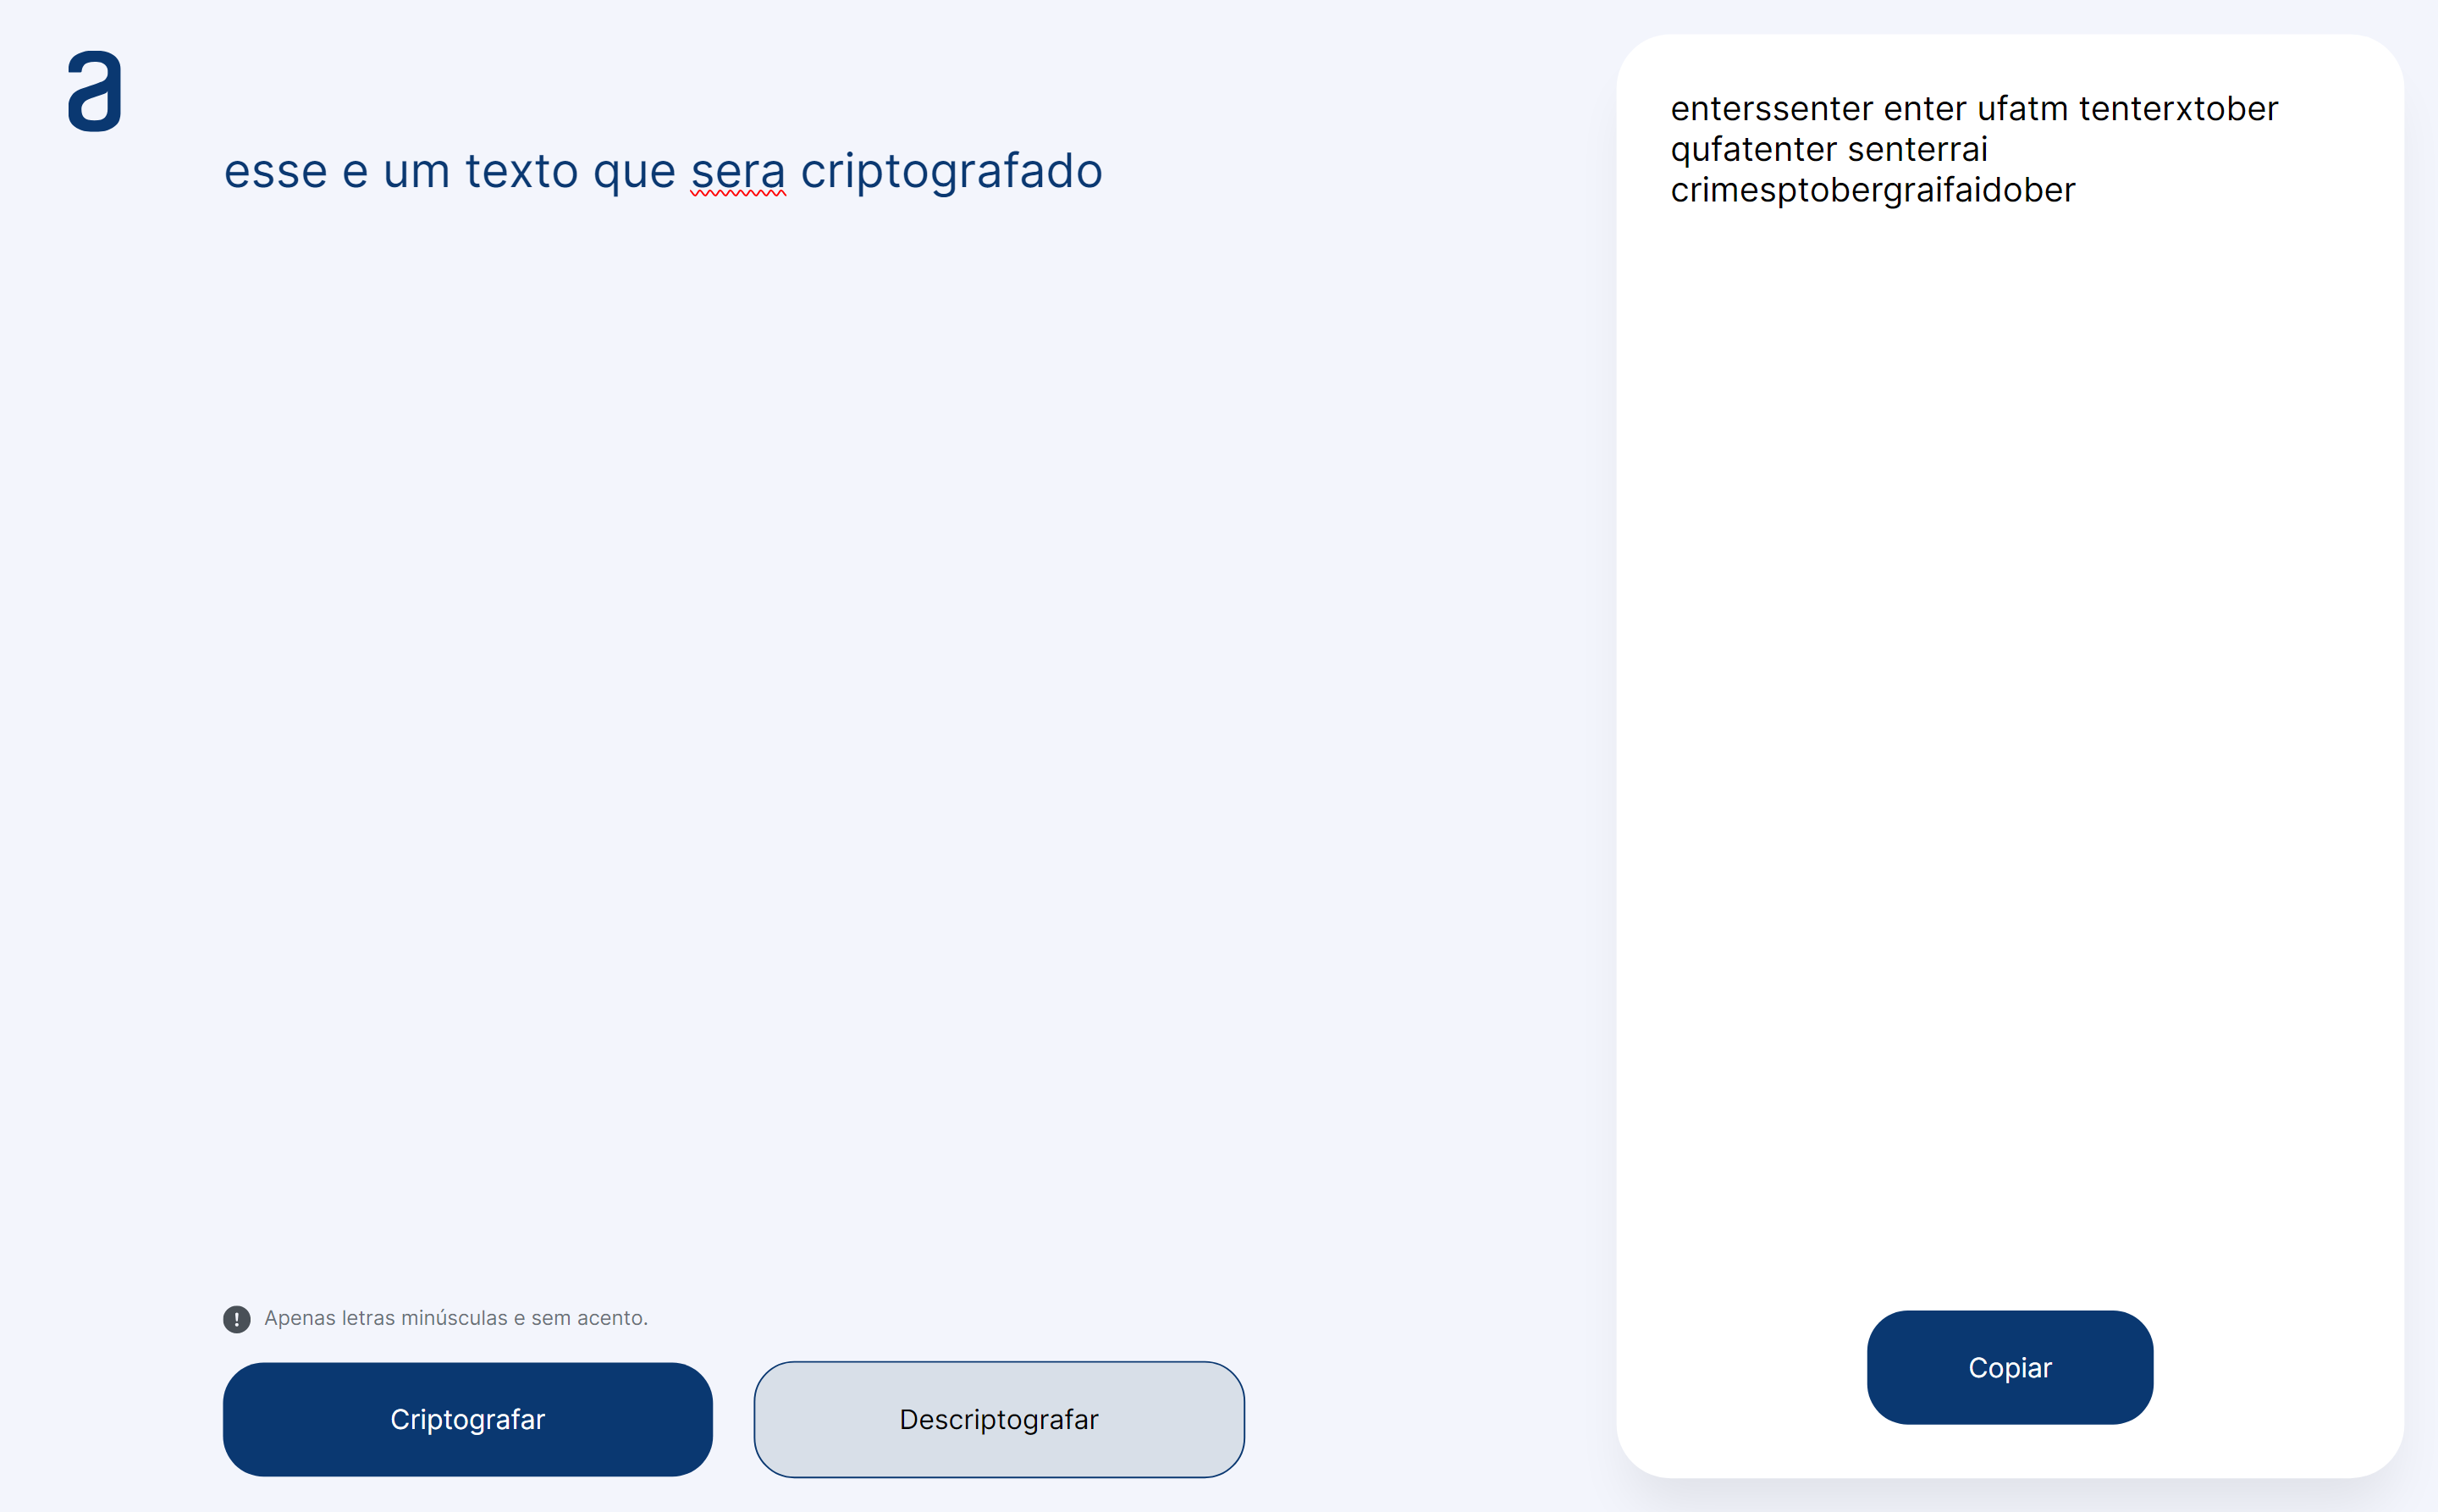 a
esse e um texto que sera criptografado
Apenas letras minúsculas e sem acento.
Criptografar
Descriptografar
enterssenter enter ufatm tenterxtober
qufatenter senterrai
crimesptobergraifaidober
Copiar